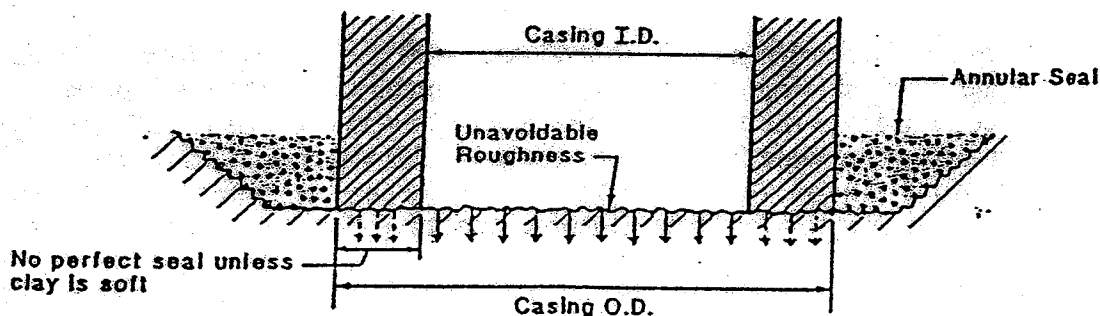 Casing I.D.
Annular Seal
Unavoidable
Roughness
No perfect seal unless
clay is soft
Casing O.D.